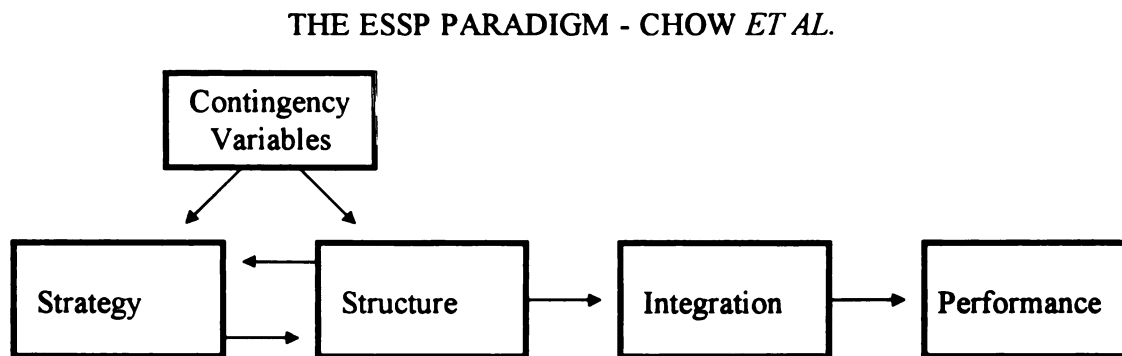 THE ESSP PARADIGM - CHOW ET AL.
Contingency
Variables
Strategy
Structure
Integration
Performance